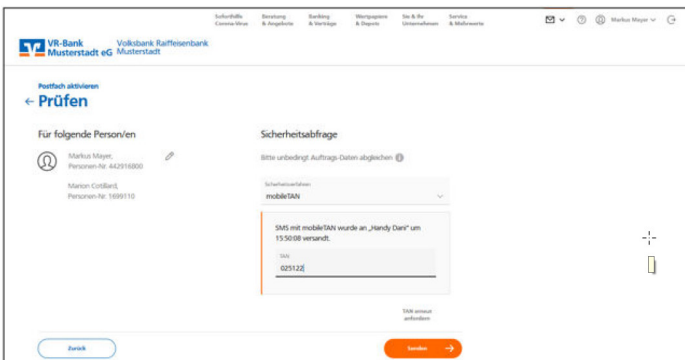 Soforthilfe Corona-Virus
Beratung & Angebote
Banking & Verträge
Wertpapiere & Depots
Sie & Ihr Unternehmen
Service & Mehrwerte
Markus Mayer
VR-Bank Musterstadt eG
Volksbank Raiffeisenbank Musterstadt
Postfach aktivieren
← Prüfen
Für folgende Person/en
Markus Mayer,
Personen-Nr. 442916800
Marion Cotillard,
Personen-Nr. 1699110
Sicherheitsabfrage
Bitte unbedingt Auftrags-Daten abgleichen
Sicherheitsverfahren
mobileTAN
SMS mit mobileTAN wurde an „Handy Dani" um
15:50:08 versandt.
TAN
025122
TAN erneut
anfordern
Zurück
Senden →